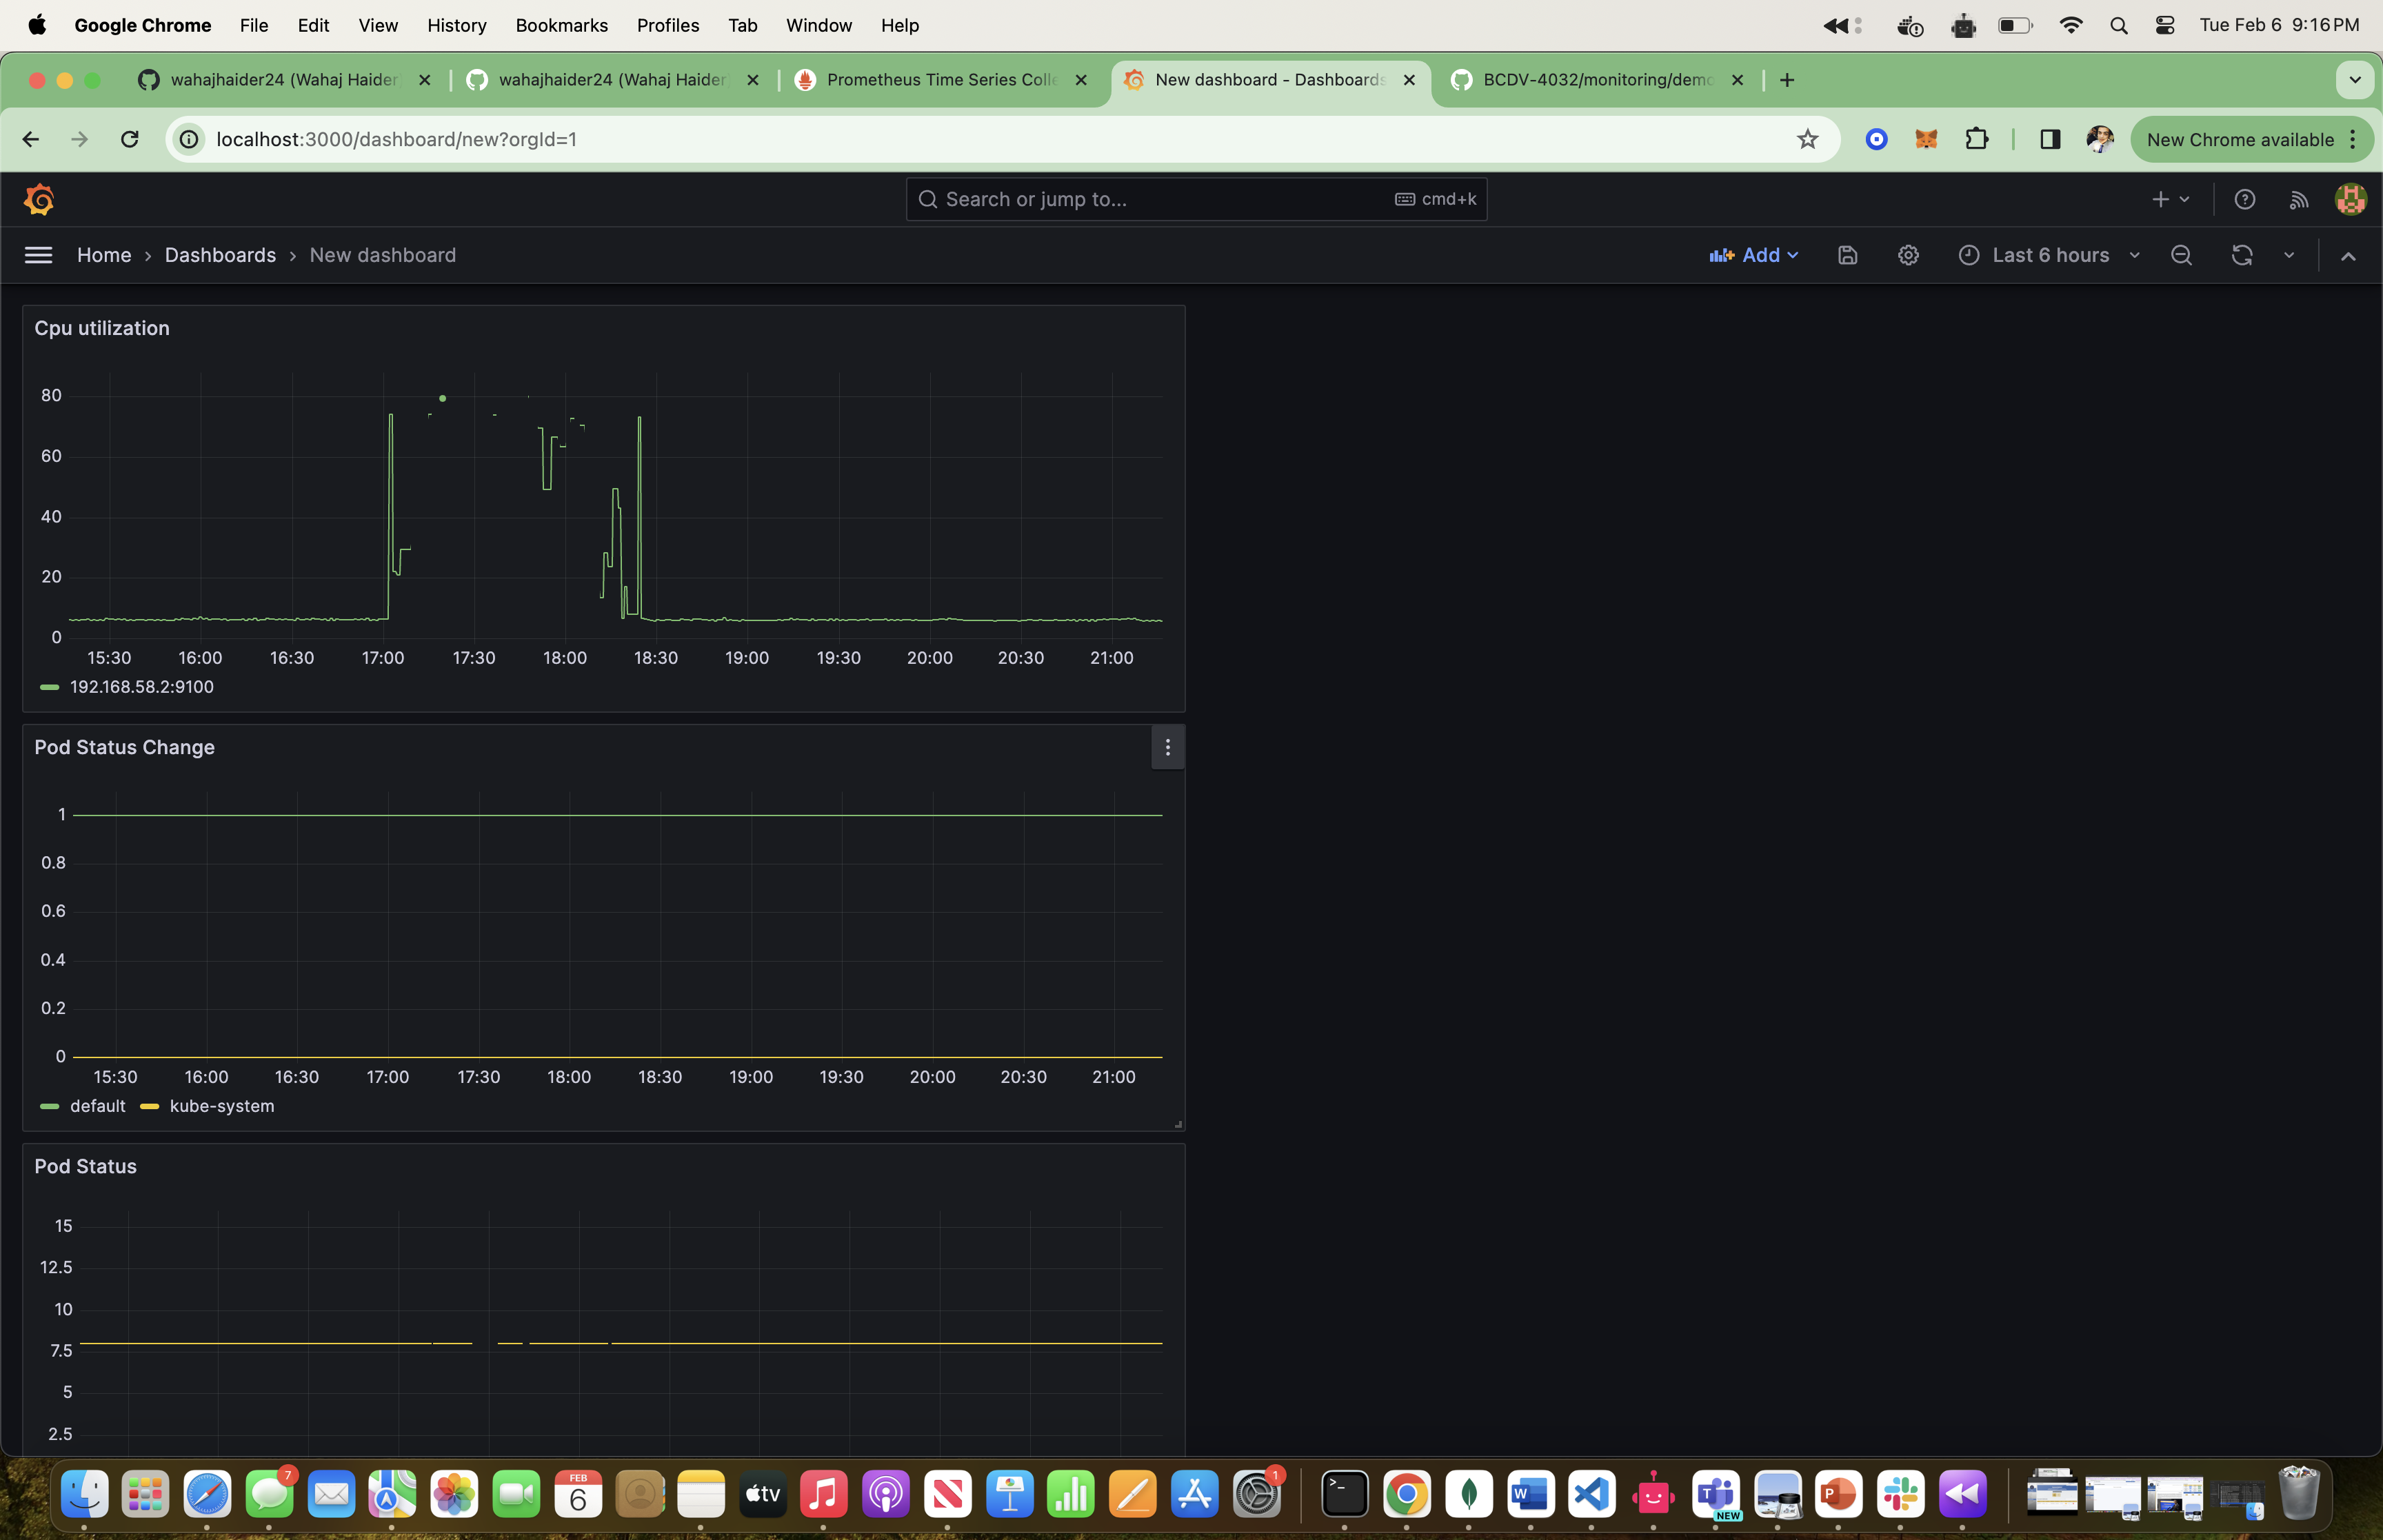 Google Chrome File Edit View History Bookmarks Profiles Tab Window Help Tue Feb 6 9:16 PM
wahajhaider24 (Wahaj Haider wahajhaider24 (Wahaj Haider Prometheus Time Series Colle New dashboard - Dashboards BCDV-4032/monitoring/demo
localhost:3000/dashboard/new?orgId=1 New Chrome available
Search or jump to... cmd+k
Home › Dashboards › New dashboard Add Last 6 hours
Cpu utilization
80
60
40
20
0
15:30 16:00 16:30 17:00 17:30 18:00 18:30 19:00 19:30 20:00 20:30 21:00
192.168.58.2:9100
Pod Status Change
1
0.8
0.6
0.4
0.2
0
15:30 16:00 16:30 17:00 17:30 18:00 18:30 19:00 19:30 20:00 20:30 21:00
default kube-system
Pod Status
15
12.5
10
7.5
5
2.5
7 FEB 6 tv 1 >_ W NEW P